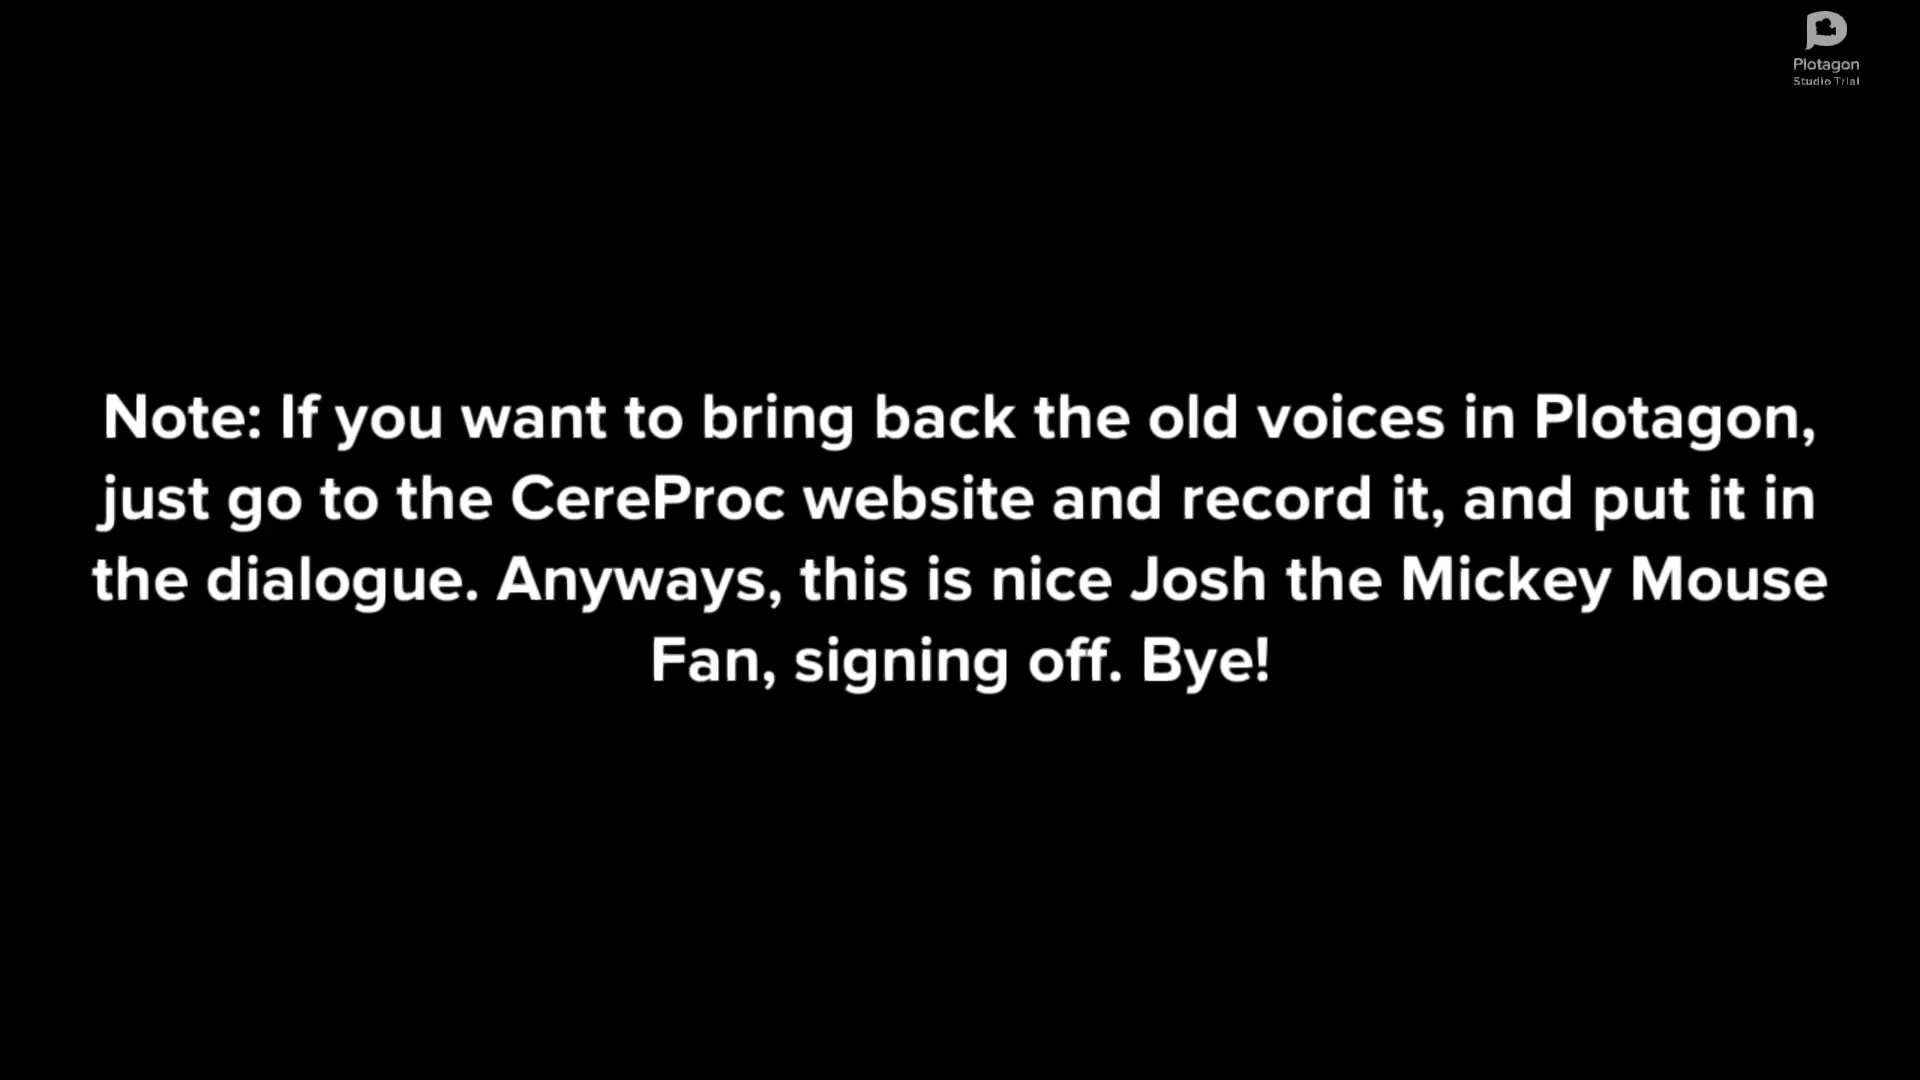 Plotagon
Studio Trial
Note: If you want to bring back the old voices in Plotagon,
just go to the CereProc website and record it, and put it in
the dialogue. Anyways, this is nice Josh the Mickey Mouse
Fan, signing off. Bye!